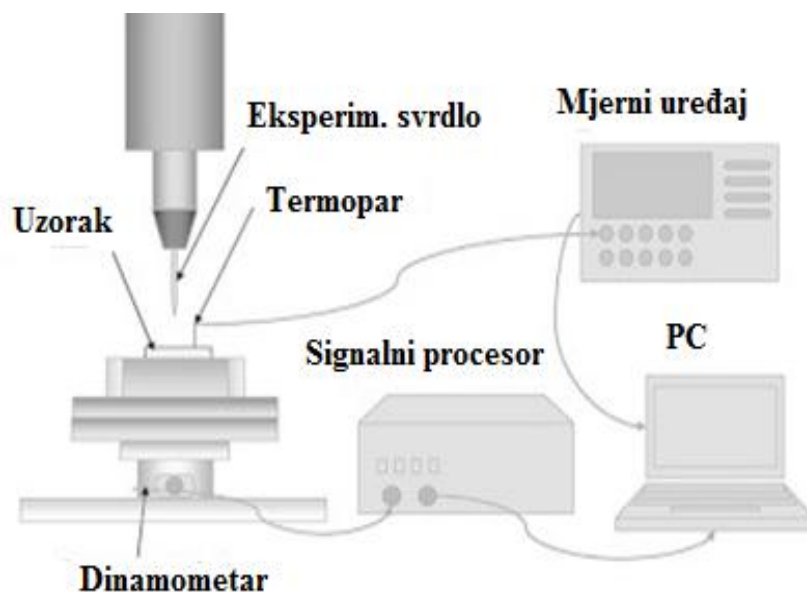 Eksperim. svrdlo
Mjerni uređaj
Termopar
Uzorak
Signalni procesor
PC
Dinamometar